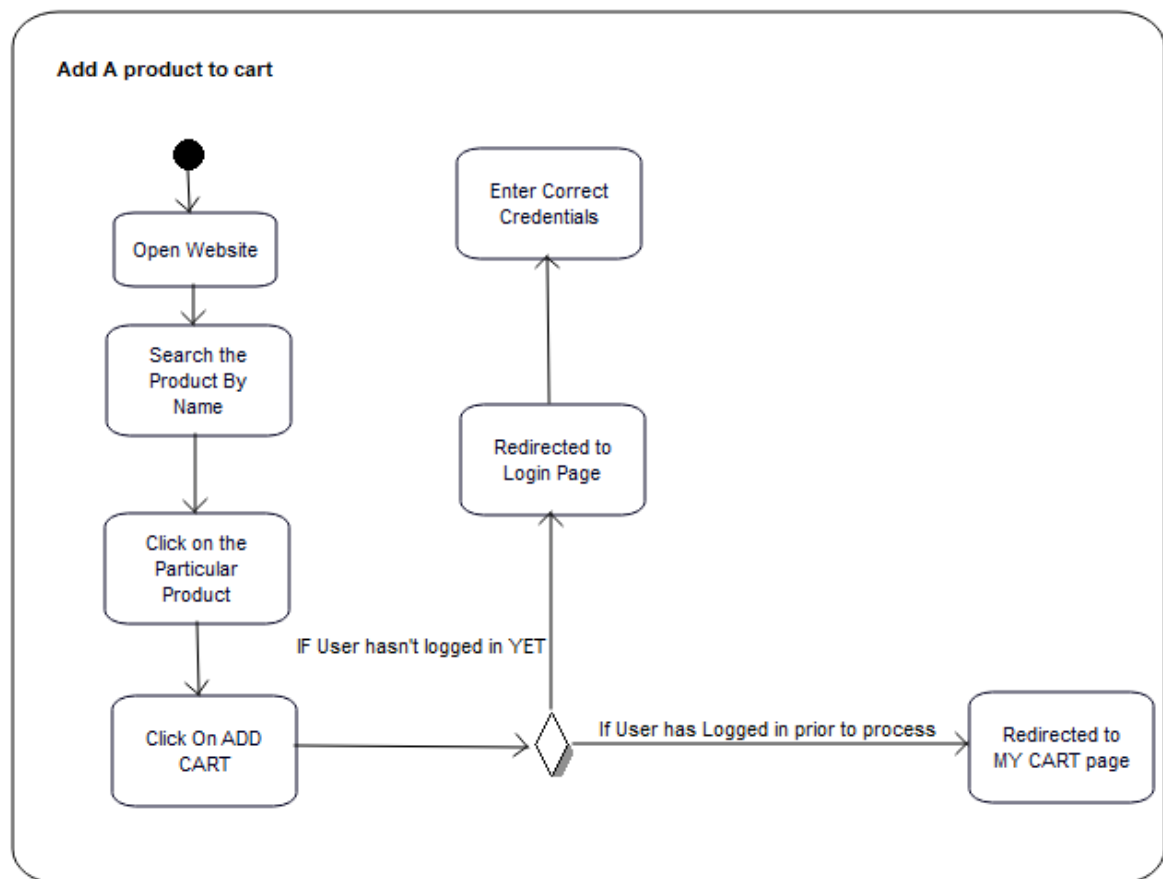 Add A product to cart
Open Website
Search the
Product By
Name
Click on the
Particular
Product
Click On ADD
CART
Enter Correct
Credentials
Redirected to
Login Page
IF User hasn't logged in YET
If User has Logged in prior to process
Redirected to
MY CART page